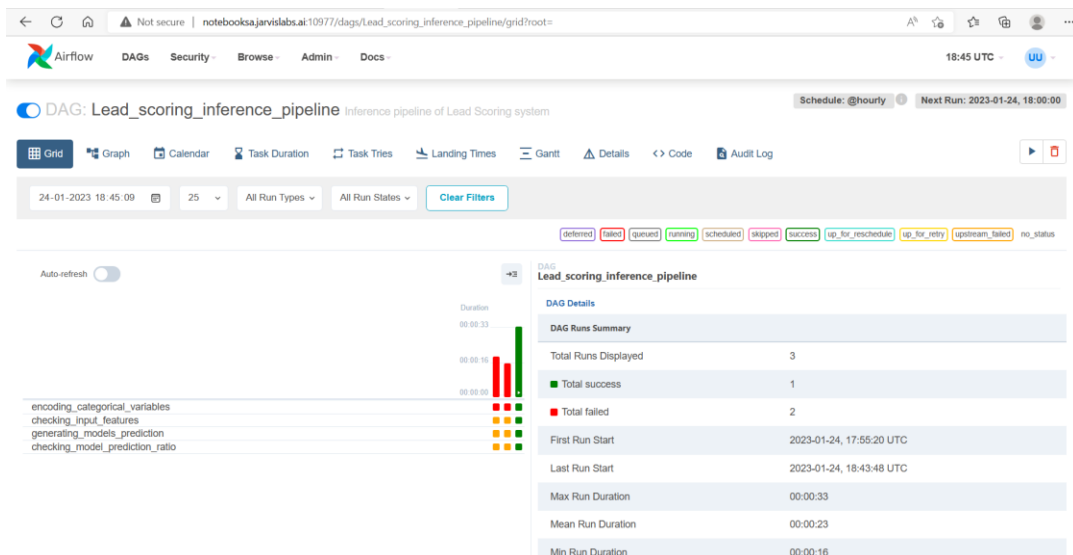 Not secure | notebooksa.jarvislabs.ai:10977/dags/Lead_scoring_inference_pipeline/grid?root=
Airflow DAGs Security Browse Admin Docs 18:45 UTC UU
DAG: Lead_scoring_inference_pipeline Inference pipeline of Lead Scoring system Schedule: @hourly Next Run: 2023-01-24, 18:00:00
Grid Graph Calendar Task Duration Task Tries Landing Times Gantt Details <> Code Audit Log
24-01-2023 18:45:09 25 All Run Types All Run States Clear Filters
deferred failed queued running scheduled skipped success up_for_reschedule up_for_retry upstream_failed no_status
Auto-refresh
Duration
00:00:33
00:00:16
00:00:00
encoding_categorical_variables
checking_input_features
generating_models_prediction
checking_model_prediction_ratio
DAG
Lead_scoring_inference_pipeline
DAG Details
DAG Runs Summary
Total Runs Displayed 3
Total success 1
Total failed 2
First Run Start 2023-01-24, 17:55:20 UTC
Last Run Start 2023-01-24, 18:43:48 UTC
Max Run Duration 00:00:33
Mean Run Duration 00:00:23
Min Run Duration 00:00:16